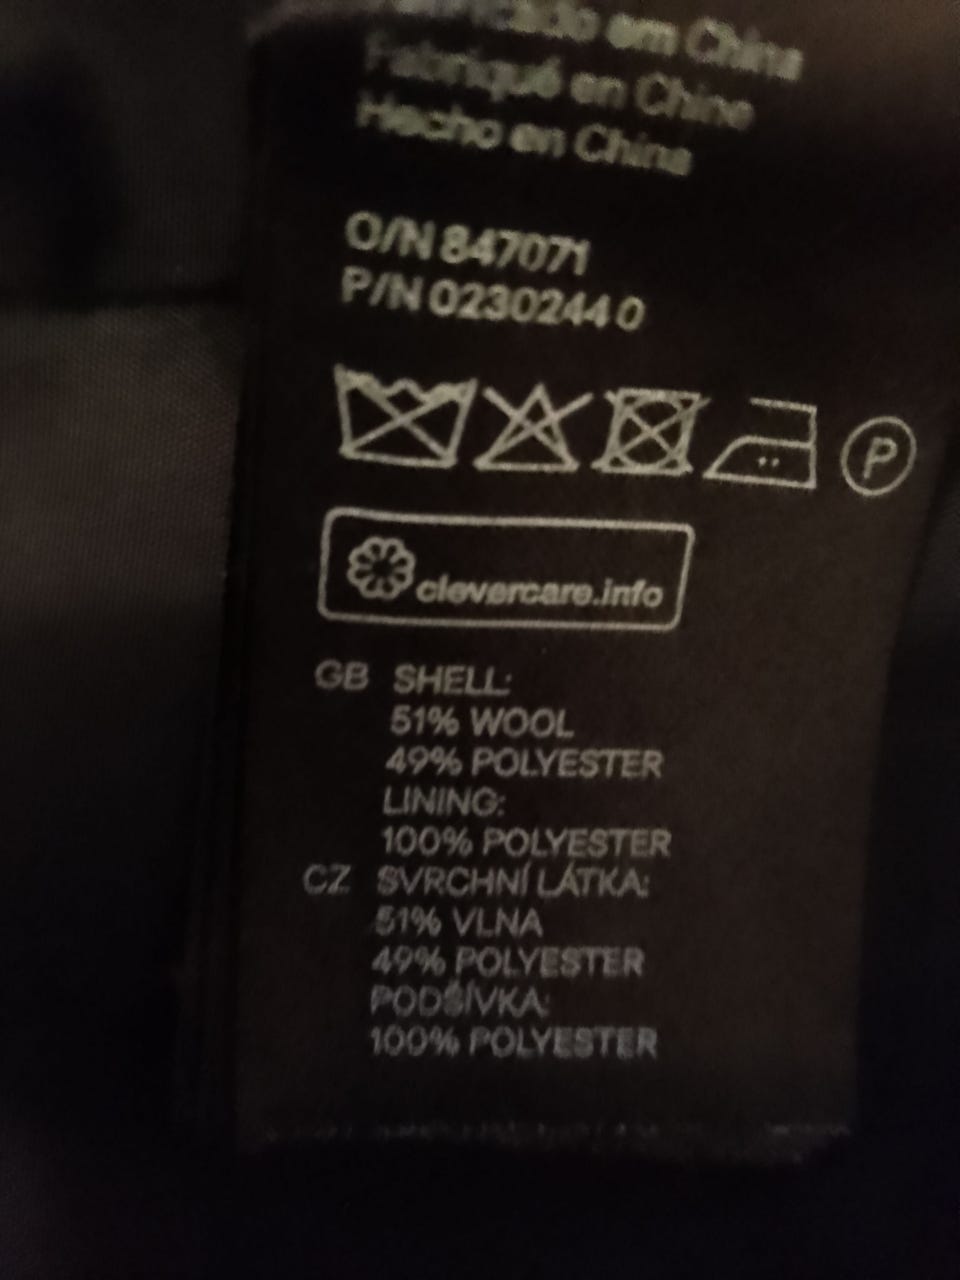 Fabricado em China
Fabriqué en Chine
Hecho en China
O/N 847071
P/N 02302440
P
clevercare.info
GB SHELL:
51% WOOL
49% POLYESTER
LINING:
100% POLYESTER
CZ SVRCHNÍ LÁTKA:
51% VLNA
49% POLYESTER
PODŠÍVKA:
100% POLYESTER